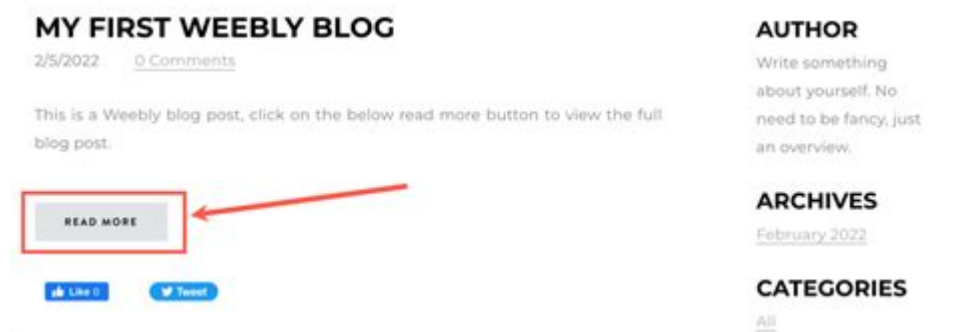 MY FIRST WEEBLY BLOG
2/5/2022 0 Comments
This is a Weebly blog post, click on the below read more button to view the full
blog post.
READ MORE
Like 0
Tweet
AUTHOR
Write something
about yourself. No
need to be fancy, just
an overview.
ARCHIVES
February 2022
CATEGORIES
All